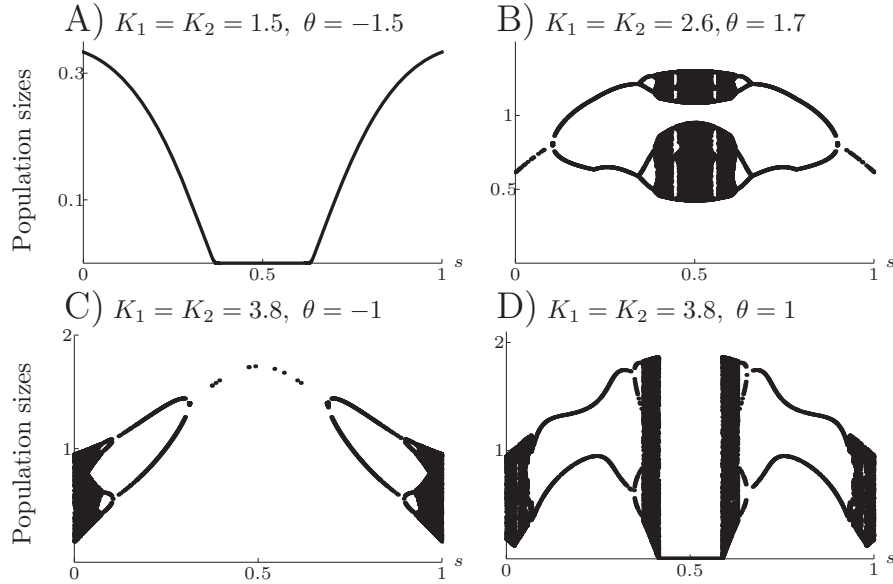 A) K₁ = K₂ = 1.5, θ = −1.5
Population sizes
0.3
0.1
0
0.5
1
s
B) K₁ = K₂ = 2.6, θ = 1.7
1
0.5
0
0.5
1
s
C) K₁ = K₂ = 3.8, θ = −1
Population sizes
2
1
0
0.5
1
s
D) K₁ = K₂ = 3.8, θ = 1
2
1
0
0.5
1
s